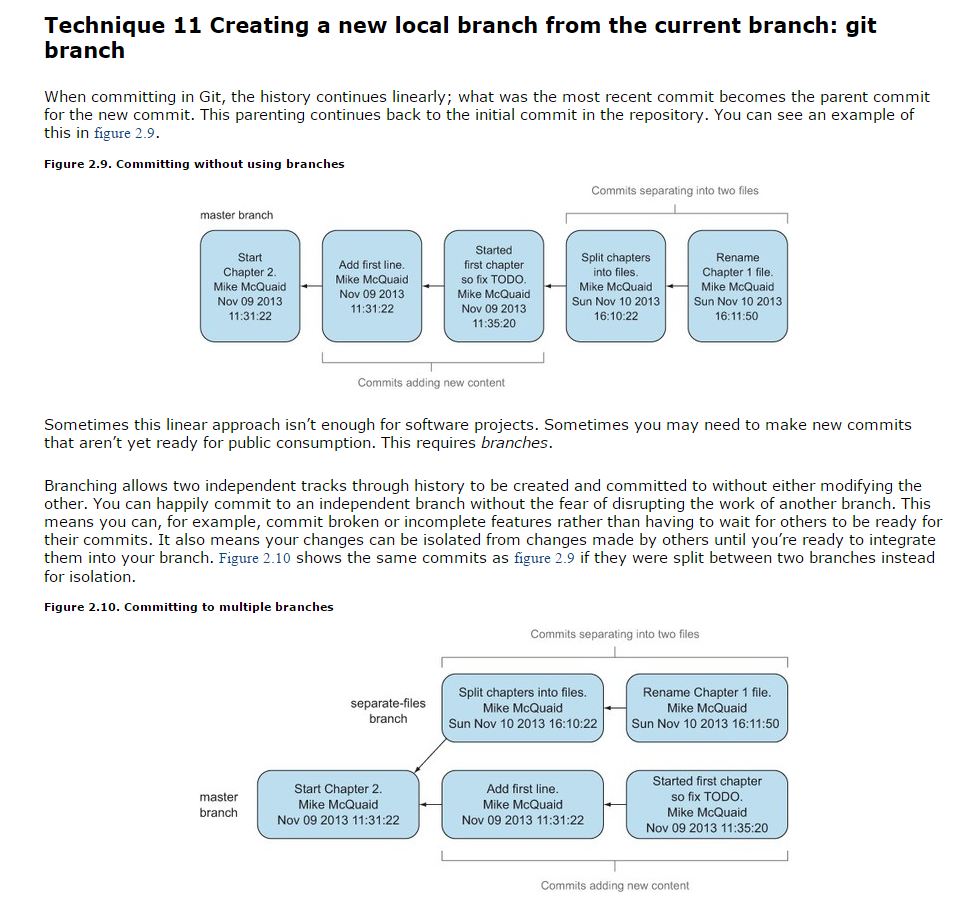 Technique 11 Creating a new local branch from the current branch: git
branch
When committing in Git, the history continues linearly; what was the most recent commit becomes the parent commit
for the new commit. This parenting continues back to the initial commit in the repository. You can see an example of
this in figure 2.9.
Figure 2.9. Committing without using branches
Commits separating into two files
master branch
Start
Chapter 2.
Mike McQuaid
Nov 09 2013
11:31:22
Add first line.
Mike McQuaid
Nov 09 2013
11:31:22
Started
first chapter
so fix TODO.
Mike McQuaid
Nov 09 2013
11:35:20
Split chapters
into files.
Mike McQuaid
Sun Nov 10 2013
16:10:22
Rename
Chapter 1 file.
Mike McQuaid
Sun Nov 10 2013
16:11:50
Commits adding new content
Sometimes this linear approach isn’t enough for software projects. Sometimes you may need to make new commits
that aren’t yet ready for public consumption. This requires branches.
Branching allows two independent tracks through history to be created and committed to without either modifying the
other. You can happily commit to an independent branch without the fear of disrupting the work of another branch. This
means you can, for example, commit broken or incomplete features rather than having to wait for others to be ready for
their commits. It also means your changes can be isolated from changes made by others until you’re ready to integrate
them into your branch. Figure 2.10 shows the same commits as figure 2.9 if they were split between two branches instead
for isolation.
Figure 2.10. Committing to multiple branches
Commits separating into two files
separate-files
branch
Split chapters into files.
Mike McQuaid
Sun Nov 10 2013 16:10:22
Rename Chapter 1 file.
Mike McQuaid
Sun Nov 10 2013 16:11:50
master
branch
Start Chapter 2.
Mike McQuaid
Nov 09 2013 11:31:22
Add first line.
Mike McQuaid
Nov 09 2013 11:31:22
Started first chapter
so fix TODO.
Mike McQuaid
Nov 09 2013 11:35:20
Commits adding new content